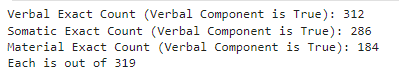 Verbal Exact Count (Verbal Component is True): 312
Somatic Exact Count (Verbal Component is True): 286
Material Exact Count (Verbal Component is True): 184
Each is out of 319